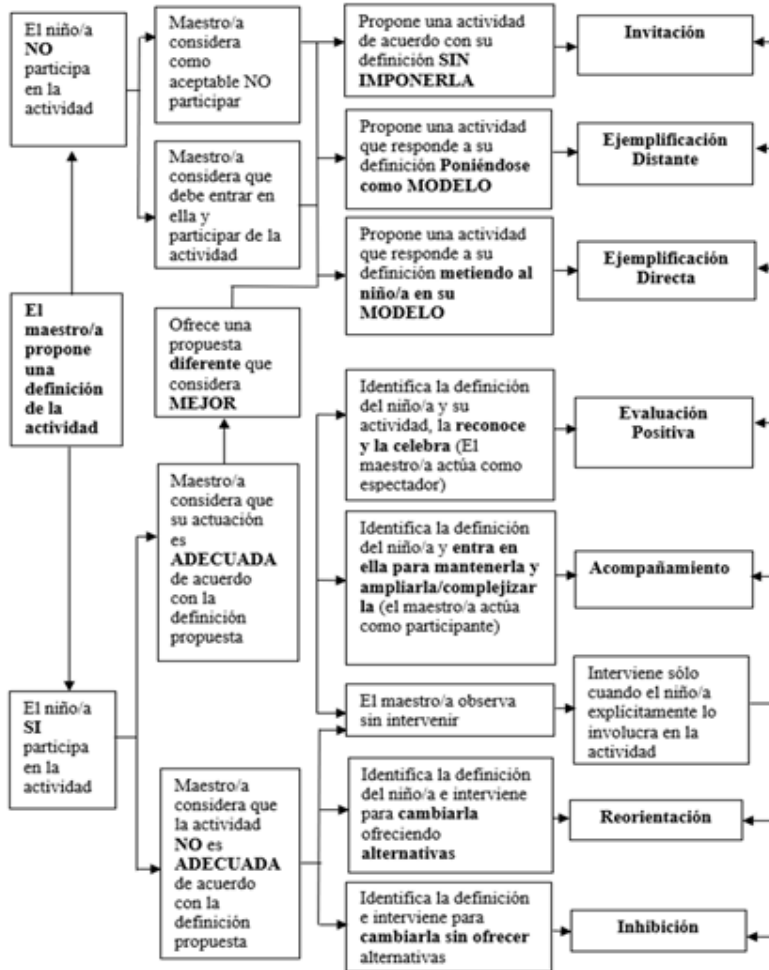 El niño/a
NO
participa
en la
actividad
Maestro/a
considera
como
aceptable NO
participar
Propone una actividad
de acuerdo con su
definición SIN
IMPONERLA
Invitación
Maestro/a
considera que
debe entrar en
ella y
participar de la
actividad
Propone una actividad
que responde a su
definición Poniéndose
como MODELO
Ejemplificación
Distante
Propone una actividad
que responde a su
definición metiendo al
niño/a en su
MODELO
Ejemplificación
Directa
El
maestro/a
propone
una
definición
de la
actividad
Ofrece una
propuesta
diferente que
considera
MEJOR
Identifica la definición
del niño/a y su
actividad, la reconoce
y la celebra (El
maestro/a actúa como
espectador)
Evaluación
Positiva
Maestro/a
considera que
su actuación
es
ADECUADA
de acuerdo
con la
definición
propuesta
Identifica la definición
del niño/a y entra en
ella para mantenerla y
ampliarla/complejizar
la (el maestro/a actúa
como participante)
Acompañamiento
El niño/a
SI
participa
en la
actividad
El maestro/a observa
sin intervenir
Interviene sólo
cuando el niño/a
explícitamente lo
involucra en la
actividad
Maestro/a
considera que
la actividad
NO es
ADECUADA
de acuerdo
con la
definición
propuesta
Identifica la definición
del niño/a e interviene
para cambiarla
ofreciendo
alternativas
Reorientación
Identifica la definición
e interviene para
cambiarla sin ofrecer
alternativas
Inhibición